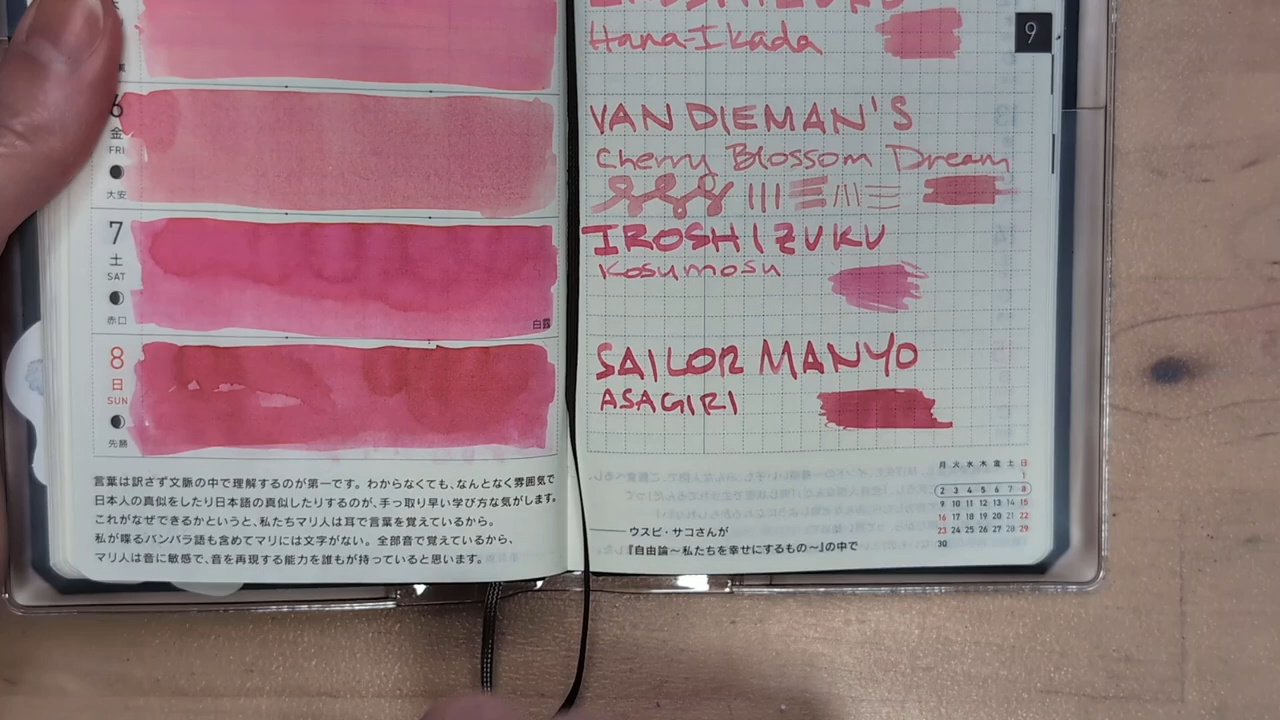 Hana-Ikada
9
6
金
FRI
大安
VAN DIEMAN'S
Cherry Blossom Dream
7
土
SAT
赤口
白露
IROSHIZUKU
Kosumosu
8
日
SUN
先勝
SAILOR MANYO
ASAGIRI
言葉は訳さず文脈の中で理解するのが第一です。わからなくても、なんとなく雰囲気で
日本人の真似をしたり日本語の真似したりするのが、手っ取り早い学び方な気がします。
これがなぜできるかというと、私たちマリ人は耳で言葉を覚えているから。
私が喋るバンバラ語も含めてマリには文字がない。全部音で覚えているから、
マリ人は音に敏感で、音を再現する能力を誰もが持っていると思います。
——ウスビ・サコさんが
『自由論〜私たちを幸せにするもの〜』の中で
月 火 水 木 金 土 日
1
2 3 4 5 6 7 8
9 10 11 12 13 14 15
16 17 18 19 20 21 22
23 24 25 26 27 28 29
30